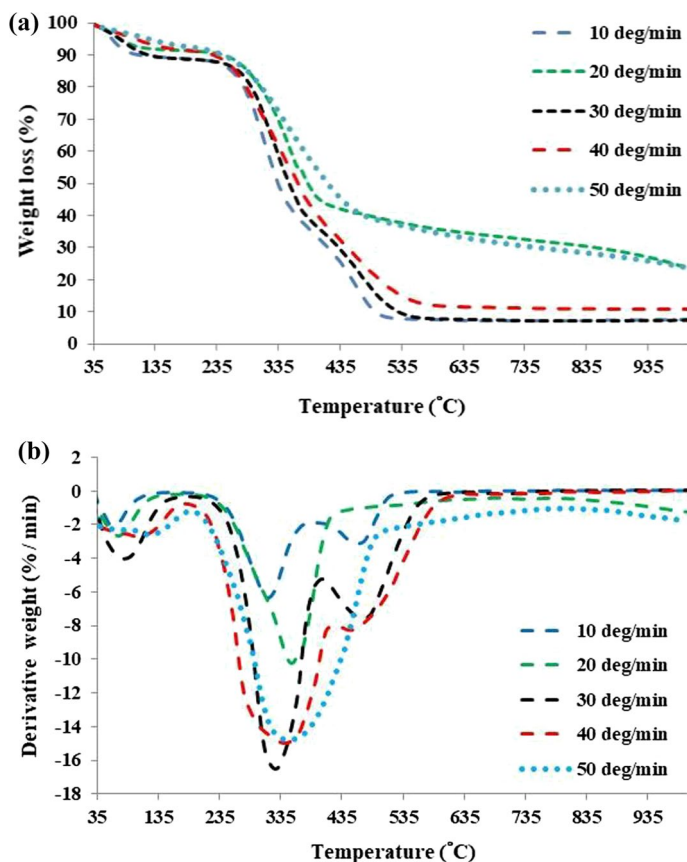 (a)
100
90
80
70
60
50
40
30
20
10
0
Weight loss (%)
10 deg/min
20 deg/min
30 deg/min
40 deg/min
50 deg/min
35 135 235 335 435 535 635 735 835 935
Temperature (°C)
(b)
2
0
-2
-4
-6
-8
-10
-12
-14
-16
-18
Derivative weight (% / min)
10 deg/min
20 deg/min
30 deg/min
40 deg/min
50 deg/min
35 135 235 335 435 535 635 735 835 935
Temperature (°C)